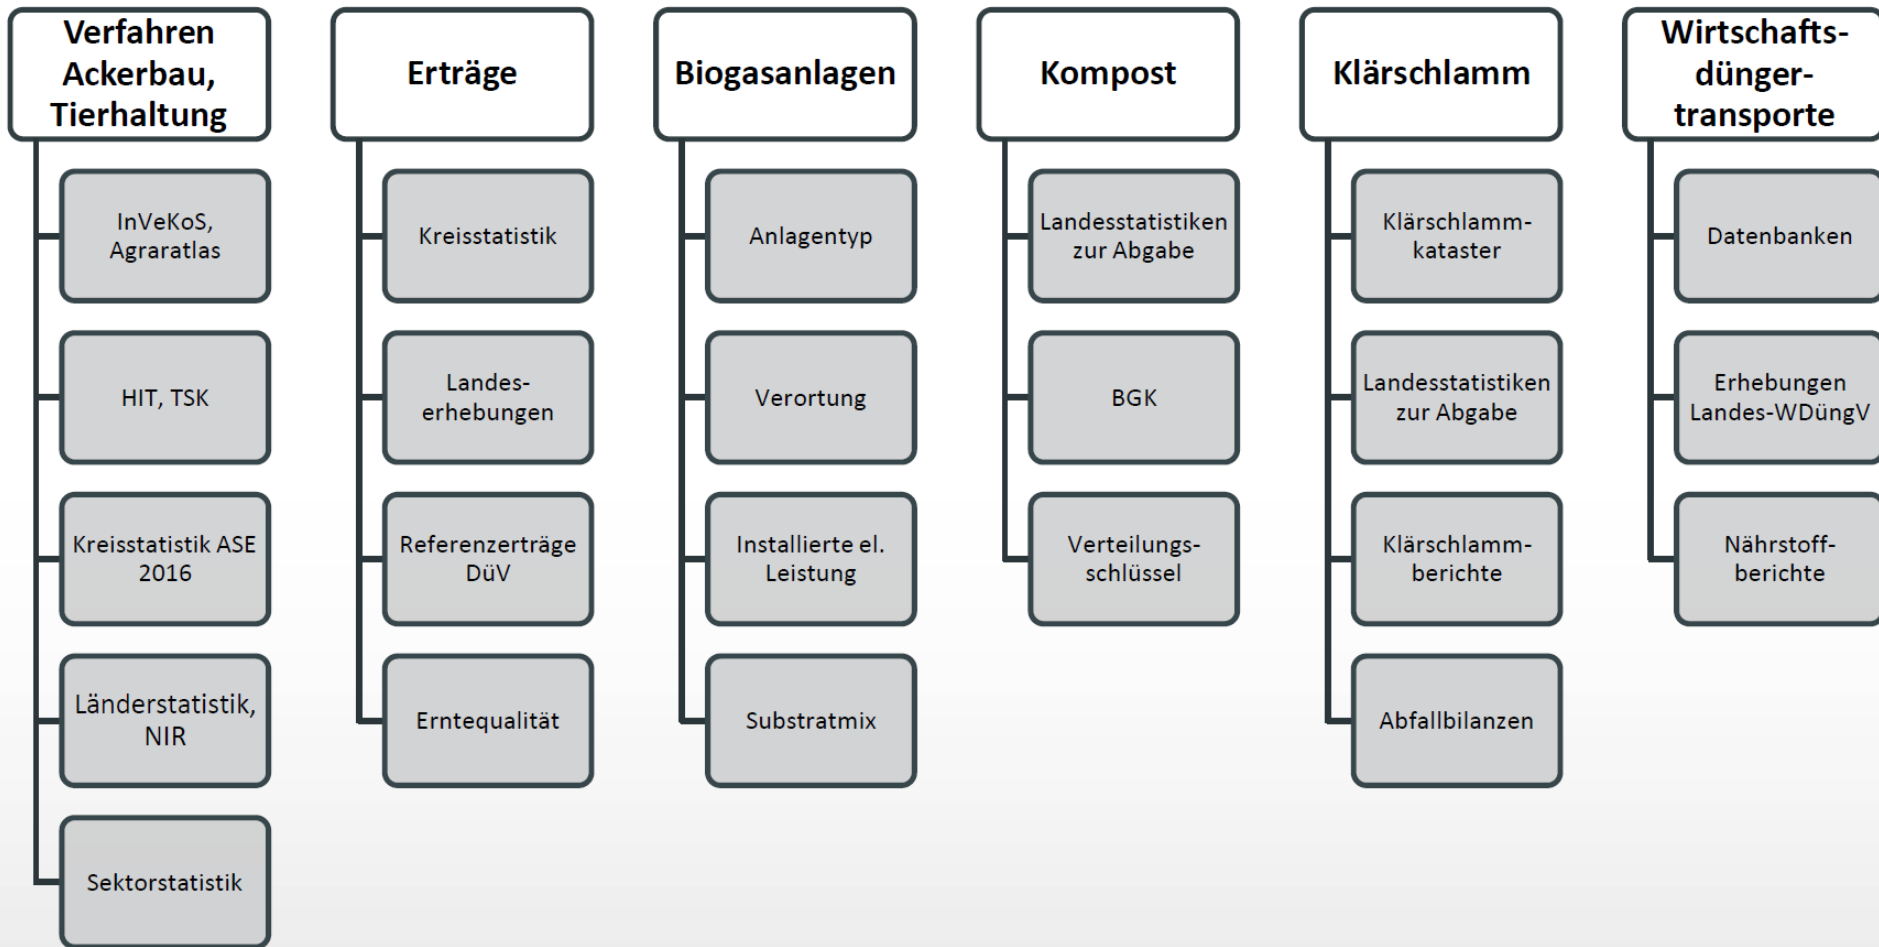 Verfahren
Ackerbau,
Tierhaltung
InVeKoS,
Agraratlas
HIT, TSK
Kreisstatistik ASE
2016
Länderstatistik,
NIR
Sektorstatistik
Erträge
Kreisstatistik
Landes-
erhebungen
Referenzerträge
DüV
Erntequalität
Biogasanlagen
Anlagentyp
Verortung
Installierte el.
Leistung
Substratmix
Kompost
Landesstatistiken
zur Abgabe
BGK
Verteilungs-
schlüssel
Klärschlamm
Klärschlamm-
kataster
Landesstatistiken
zur Abgabe
Klärschlamm-
berichte
Abfallbilanzen
Wirtschafts-
dünger-
transporte
Datenbanken
Erhebungen
Landes-WDüngV
Nährstoff-
berichte